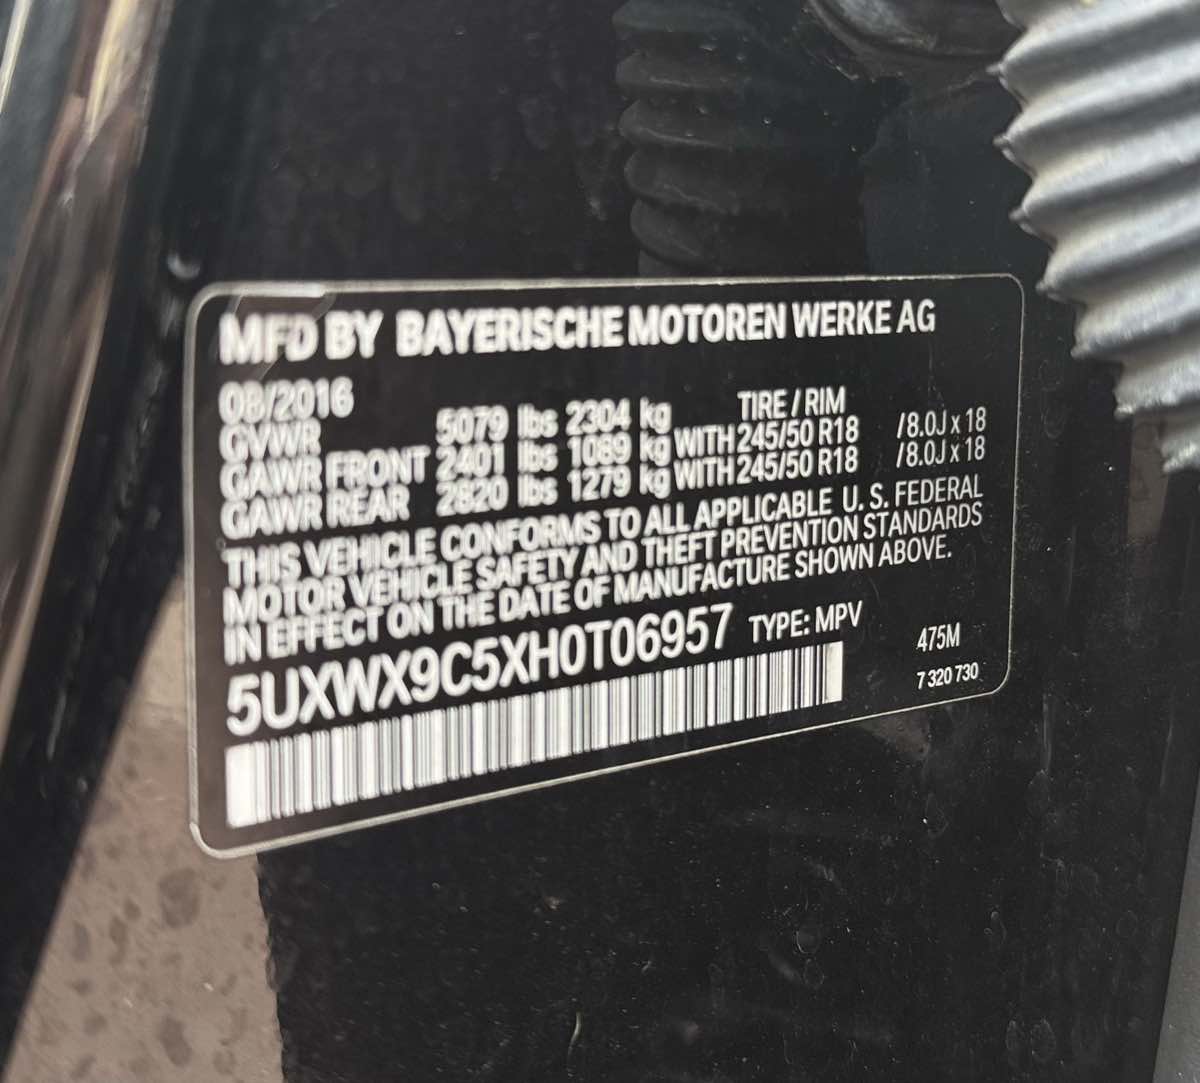 MFD BY BAYERISCHE MOTOREN WERKE AG
08/2016
TIRE / RIM
GVWR 5079 lbs 2304 kg
GAWR FRONT 2401 lbs 1089 kg WITH 245/50 R18 / 8.0J x 18
GAWR REAR 2820 lbs 1279 kg WITH 245/50 R18 / 8.0J x 18
THIS VEHICLE CONFORMS TO ALL APPLICABLE U. S. FEDERAL
MOTOR VEHICLE SAFETY AND THEFT PREVENTION STANDARDS
IN EFFECT ON THE DATE OF MANUFACTURE SHOWN ABOVE.
5UXWX9C5XH0T06957 TYPE: MPV
475M
7 320 730